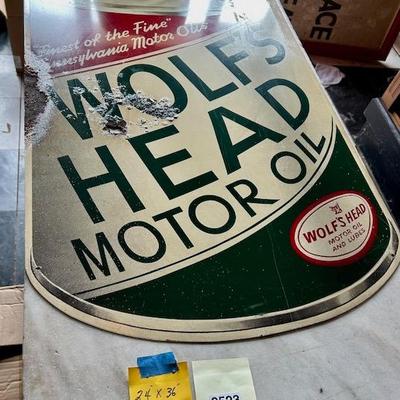 Finest of the Fine"
Pennsylvania Motor Oils
WOLF'S
HEAD
MOTOR OIL
WOLF'S HEAD
MOTOR OIL
AND LUBES
24" X 36"
ACE